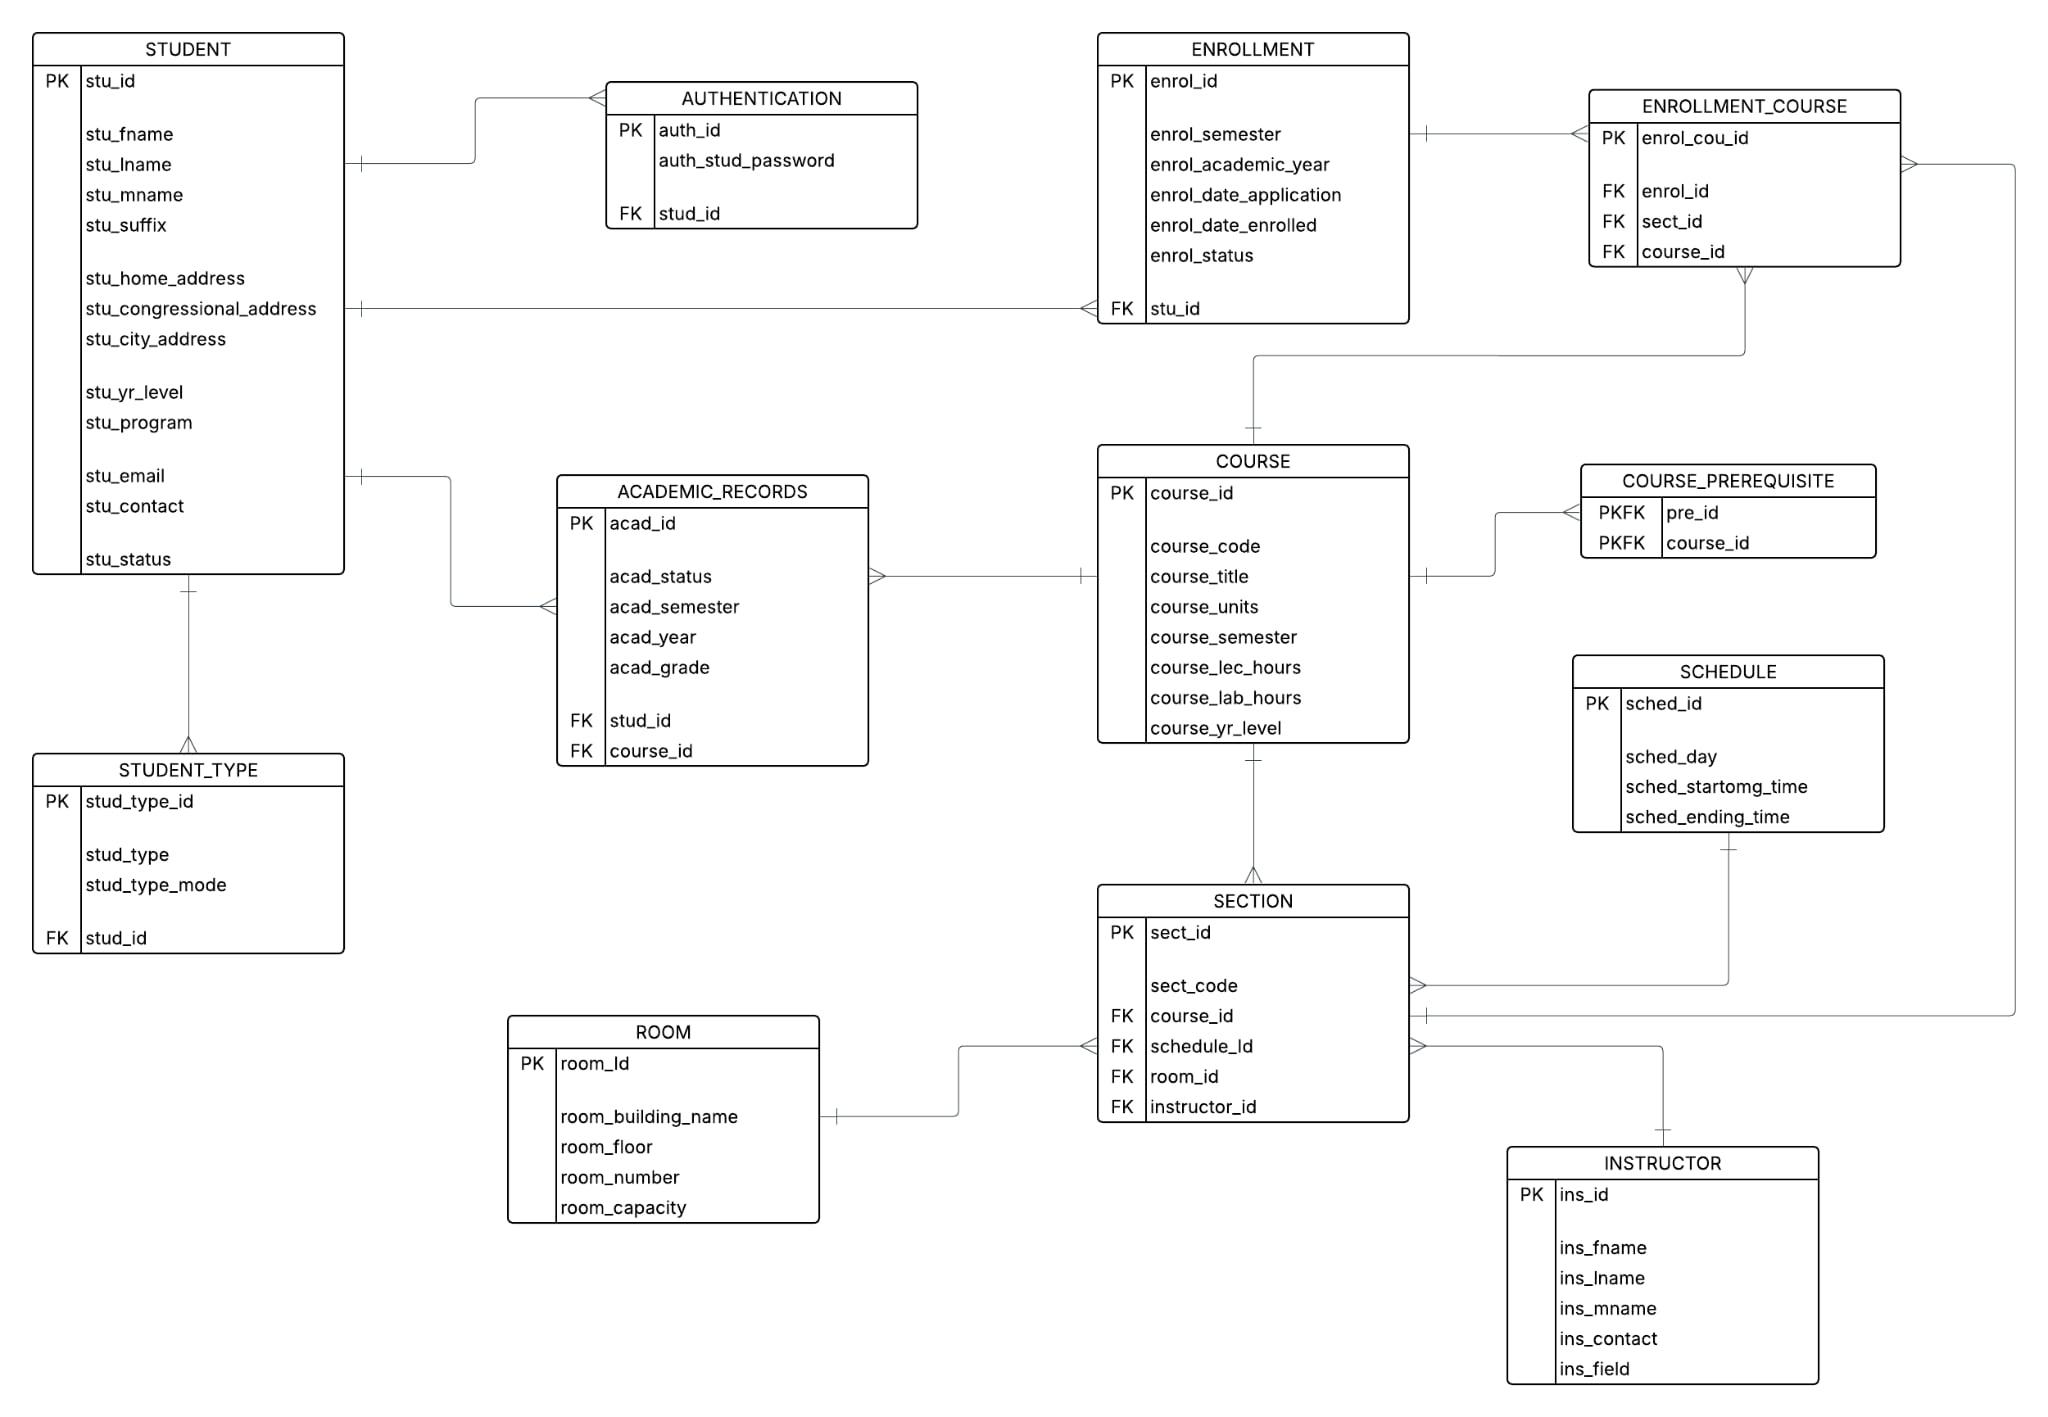 STUDENT
PK stu_id
stu_fname
stu_lname
stu_mname
stu_suffix
stu_home_address
stu_congressional_address
stu_city_address
stu_yr_level
stu_program
stu_email
stu_contact
stu_status
AUTHENTICATION
PK auth_id
auth_stud_password
FK stud_id
ENROLLMENT
PK enrol_id
enrol_semester
enrol_academic_year
enrol_date_application
enrol_date_enrolled
enrol_status
FK stu_id
ENROLLMENT_COURSE
PK enrol_cou_id
FK enrol_id
FK sect_id
FK course_id
ACADEMIC_RECORDS
PK acad_id
acad_status
acad_semester
acad_year
acad_grade
FK stud_id
FK course_id
COURSE
PK course_id
course_code
course_title
course_units
course_semester
course_lec_hours
course_lab_hours
course_yr_level
COURSE_PREREQUISITE
PKFK pre_id
PKFK course_id
SCHEDULE
PK sched_id
sched_day
sched_startomg_time
sched_ending_time
STUDENT_TYPE
PK stud_type_id
stud_type
stud_type_mode
FK stud_id
SECTION
PK sect_id
sect_code
FK course_id
FK schedule_Id
FK room_id
FK instructor_id
ROOM
PK room_Id
room_building_name
room_floor
room_number
room_capacity
INSTRUCTOR
PK ins_id
ins_fname
ins_lname
ins_mname
ins_contact
ins_field